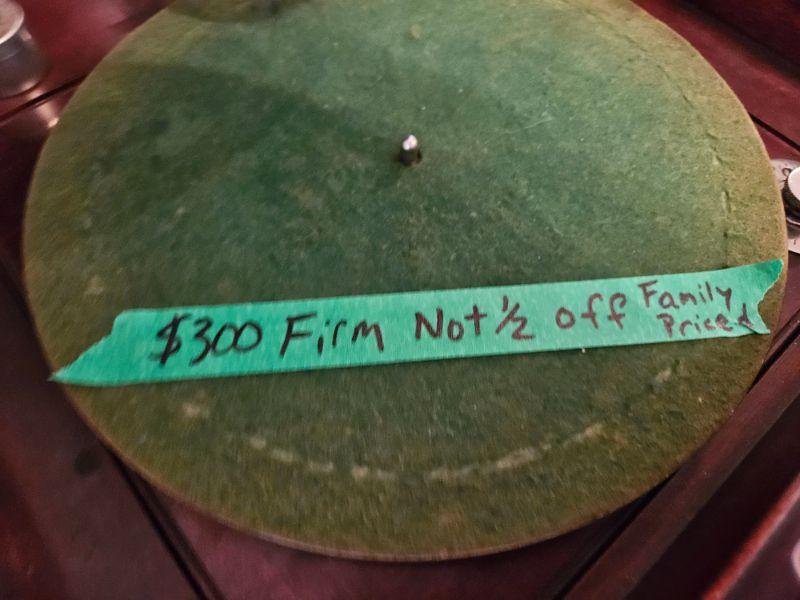 $300 Firm Not ½ off Family
Priced